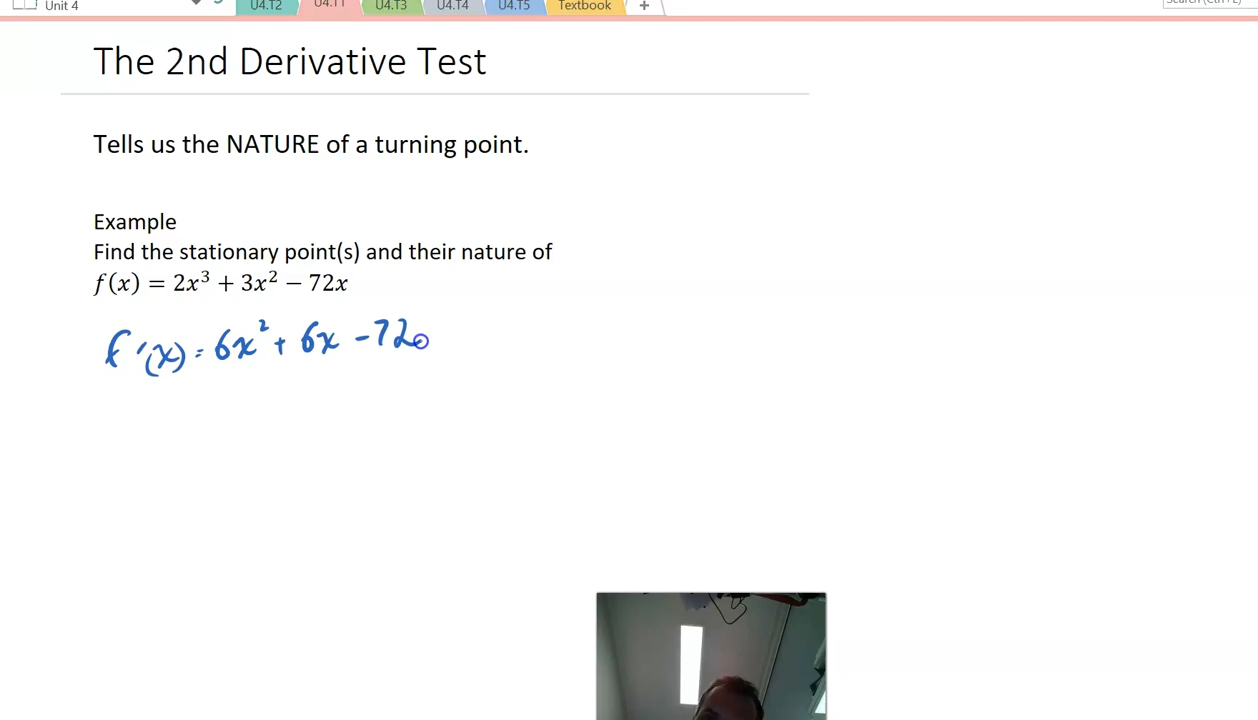 Unit 4
U4.T2 U4.T1 U4.T3 U4.T4 U4.T5 Textbook +
Search (Ctrl+E)
The 2nd Derivative Test
Tells us the NATURE of a turning point.
Example
Find the stationary point(s) and their nature of
f(x) = 2x³ + 3x² − 72x
f'(x) = 6x² + 6x − 72